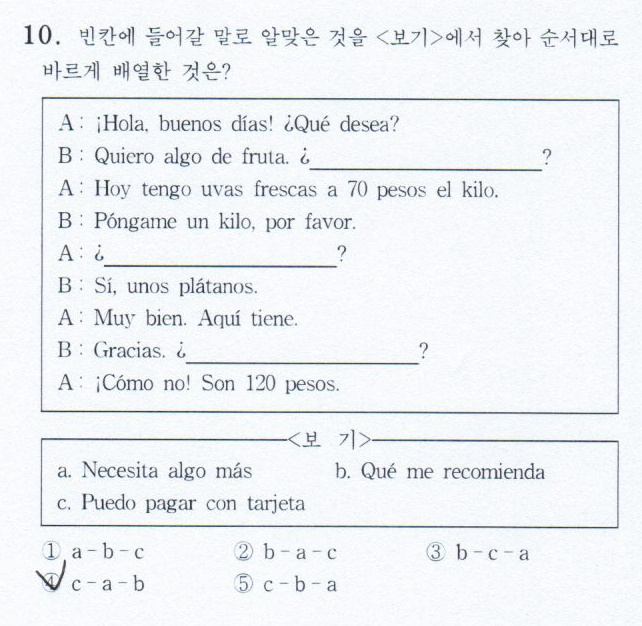 10. 빈칸에 들어갈 말로 알맞은 것을 <보기>에서 찾아 순서대로
바르게 배열한 것은?
A : ¡Hola, buenos días! ¿Qué desea?
B : Quiero algo de fruta. ¿____________________?
A : Hoy tengo uvas frescas a 70 pesos el kilo.
B : Póngame un kilo, por favor.
A : ¿____________________?
B : Sí, unos plátanos.
A : Muy bien. Aquí tiene.
B : Gracias. ¿____________________?
A : ¡Cómo no! Son 120 pesos.
<보 기>
a. Necesita algo más b. Qué me recomienda
c. Puedo pagar con tarjeta
① a - b - c ② b - a - c ③ b - c - a
④ c - a - b ⑤ c - b - a